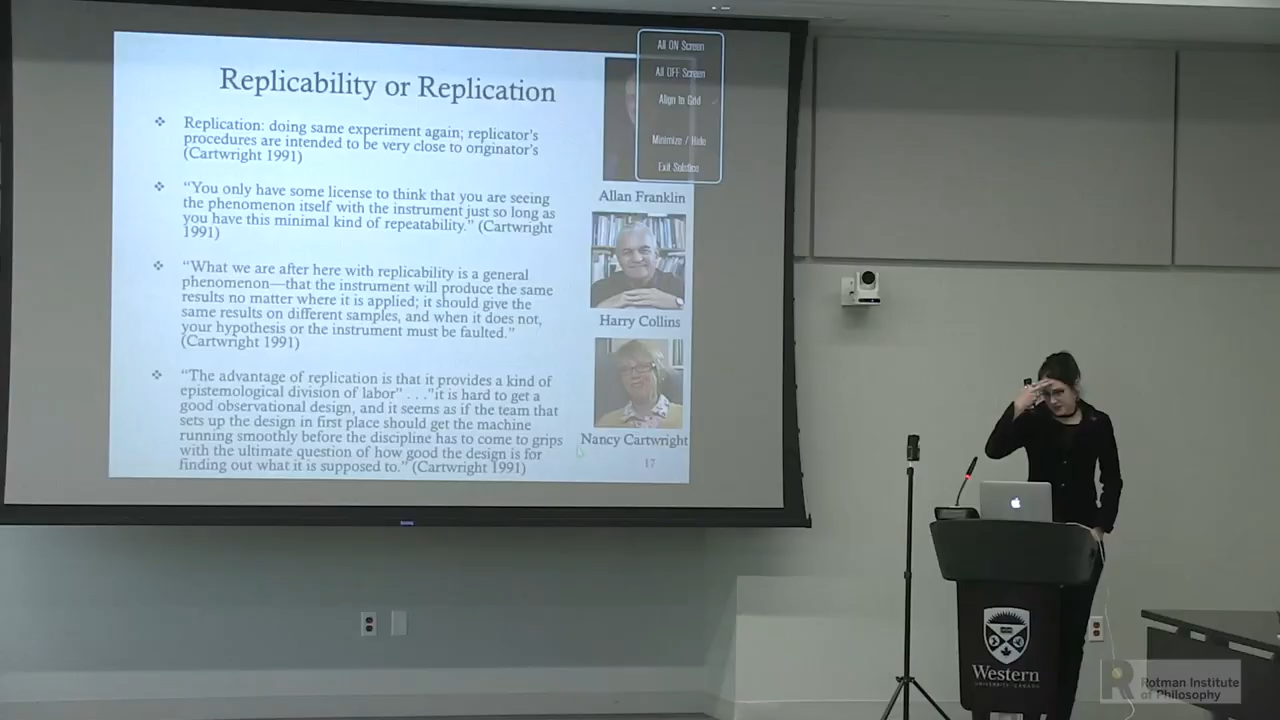 Replicability or Replication
Replication: doing same experiment again; replicator's
procedures are intended to be very close to originator's
(Cartwright 1991)
"You only have some license to think that you are seeing
the phenomenon itself with the instrument just so long as
you have this minimal kind of repeatability." (Cartwright
1991)
"What we are after here with replicability is a general
phenomenon—that the instrument will produce the same
results no matter where it is applied; it should give the
same results on different samples, and when it does not,
your hypothesis or the instrument must be faulted."
(Cartwright 1991)
"The advantage of replication is that it provides a kind of
epistemological division of labor" . . ."it is hard to get a
good observational design, and it seems as if the team that
sets up the design in first place should get the machine
running smoothly before the discipline has to come to grips
with the ultimate question of how good the design is for
finding out what it is supposed to." (Cartwright 1991)
All ON Screen
All OFF Screen
Align to Grid
Minimize / Hide
Exit Solstice
Allan Franklin
Harry Collins
Nancy Cartwright
17
Western
UNIVERSITY · CANADA
Rotman Institute
of Philosophy